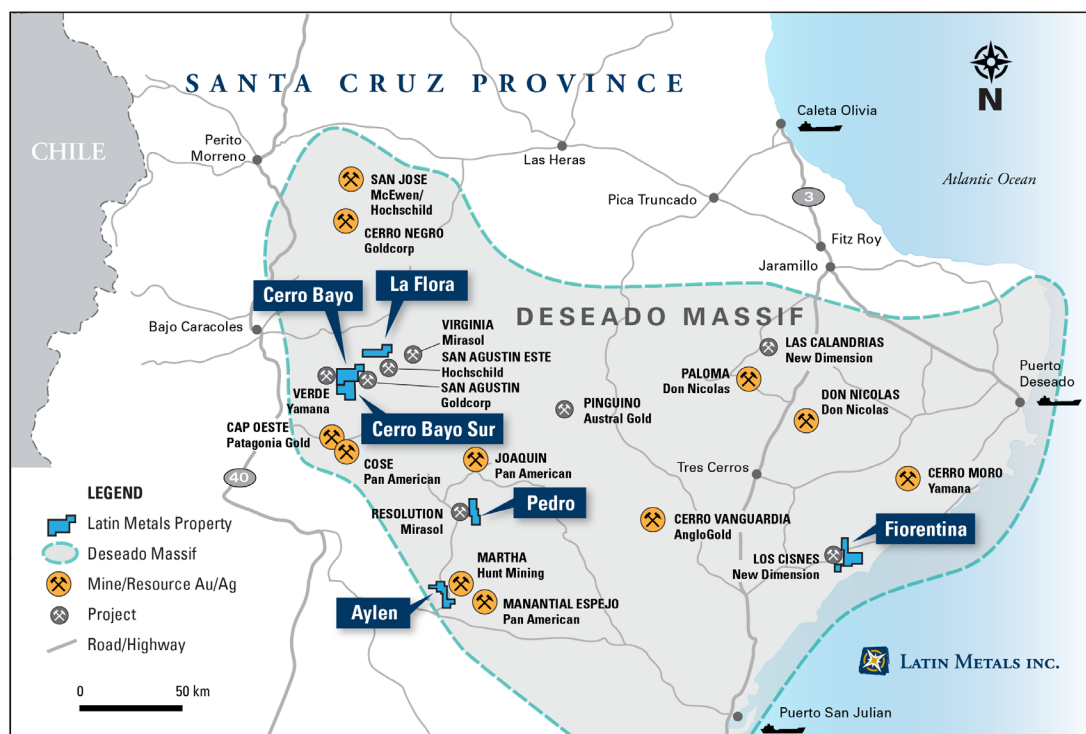 SANTA CRUZ PROVINCE
N
CHILE
Perito
Morreno
Las Heras
Caleta Olivia
Atlantic Ocean
Pica Truncado
3
Fitz Roy
Jaramillo
SAN JOSE
McEwen/
Hochschild
CERRO NEGRO
Goldcorp
Cerro Bayo
La Flora
DESEADO MASSIF
Bajo Caracoles
VIRGINIA
Mirasol
SAN AGUSTIN ESTE
Hochschild
SAN AGUSTIN
Goldcorp
VERDE
Yamana
Cerro Bayo Sur
LAS CALANDRIAS
New Dimension
PALOMA
Don Nicolas
DON NICOLAS
Don Nicolas
Puerto
Deseado
PINGUINO
Austral Gold
CAP OESTE
Patagonia Gold
COSE
Pan American
JOAQUIN
Pan American
40
Tres Cerros
CERRO MORO
Yamana
RESOLUTION
Mirasol
Pedro
CERRO VANGUARDIA
AngloGold
Fiorentina
LOS CISNES
New Dimension
MARTHA
Hunt Mining
MANANTIAL ESPEJO
Pan American
Aylen
LEGEND
Latin Metals Property
Deseado Massif
Mine/Resource Au/Ag
Project
Road/Highway
0 50 km
LATIN METALS INC.
Puerto San Julian